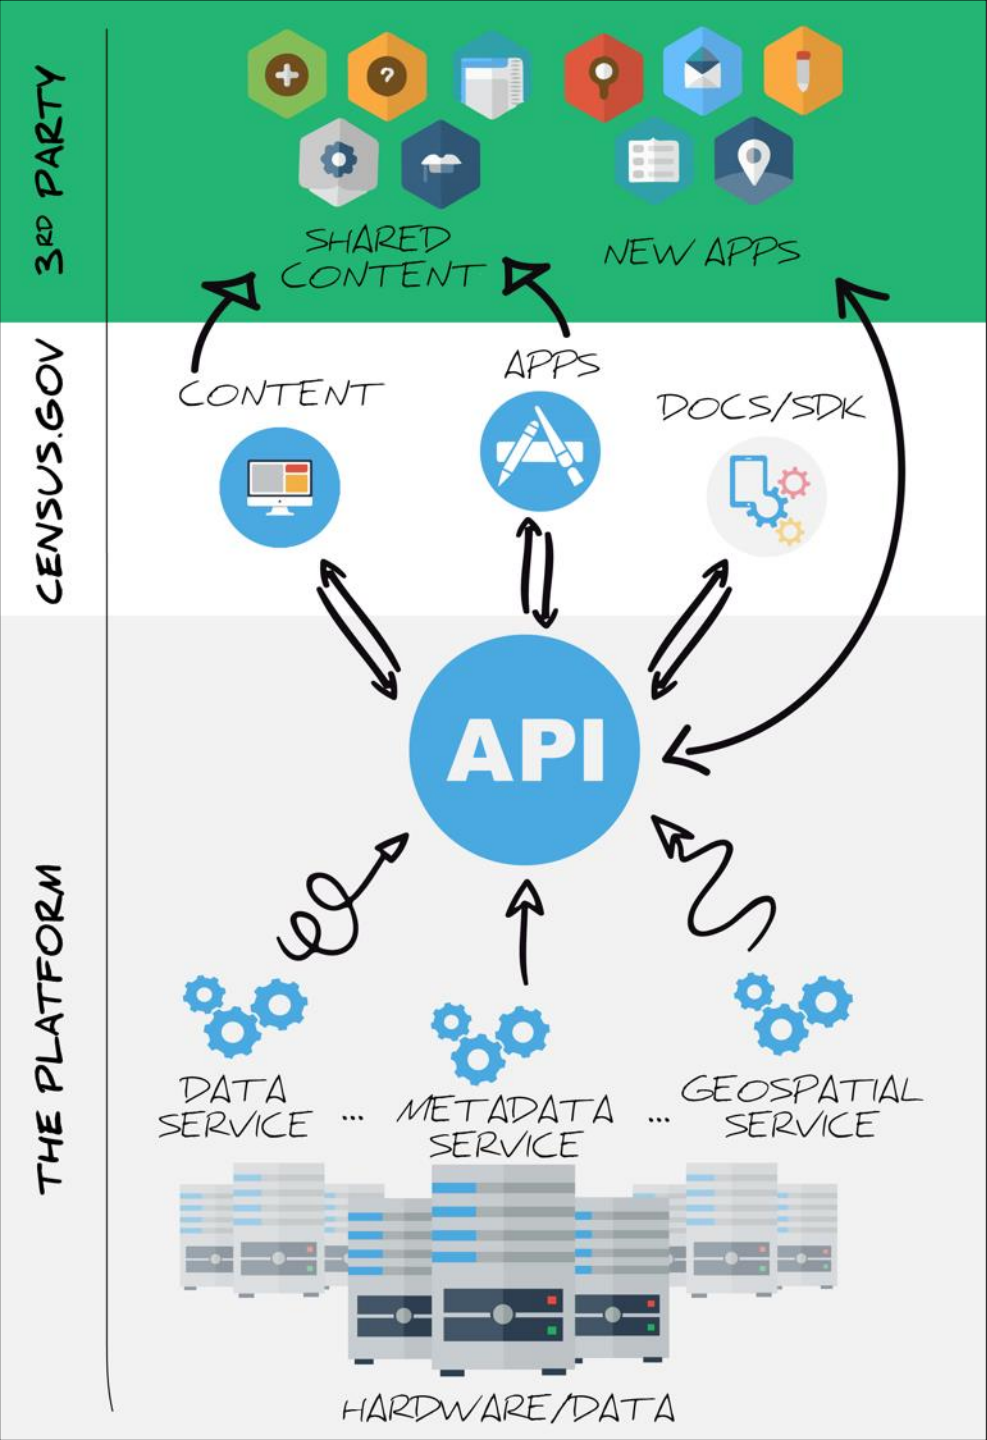 3RD PARTY
?
SHARED
CONTENT
NEW APPS
CENSUS.GOV
CONTENT
APPS
DOCS/SDK
THE PLATFORM
API
DATA
SERVICE
...
METADATA
SERVICE
...
GEOSPATIAL
SERVICE
HARDWARE/DATA